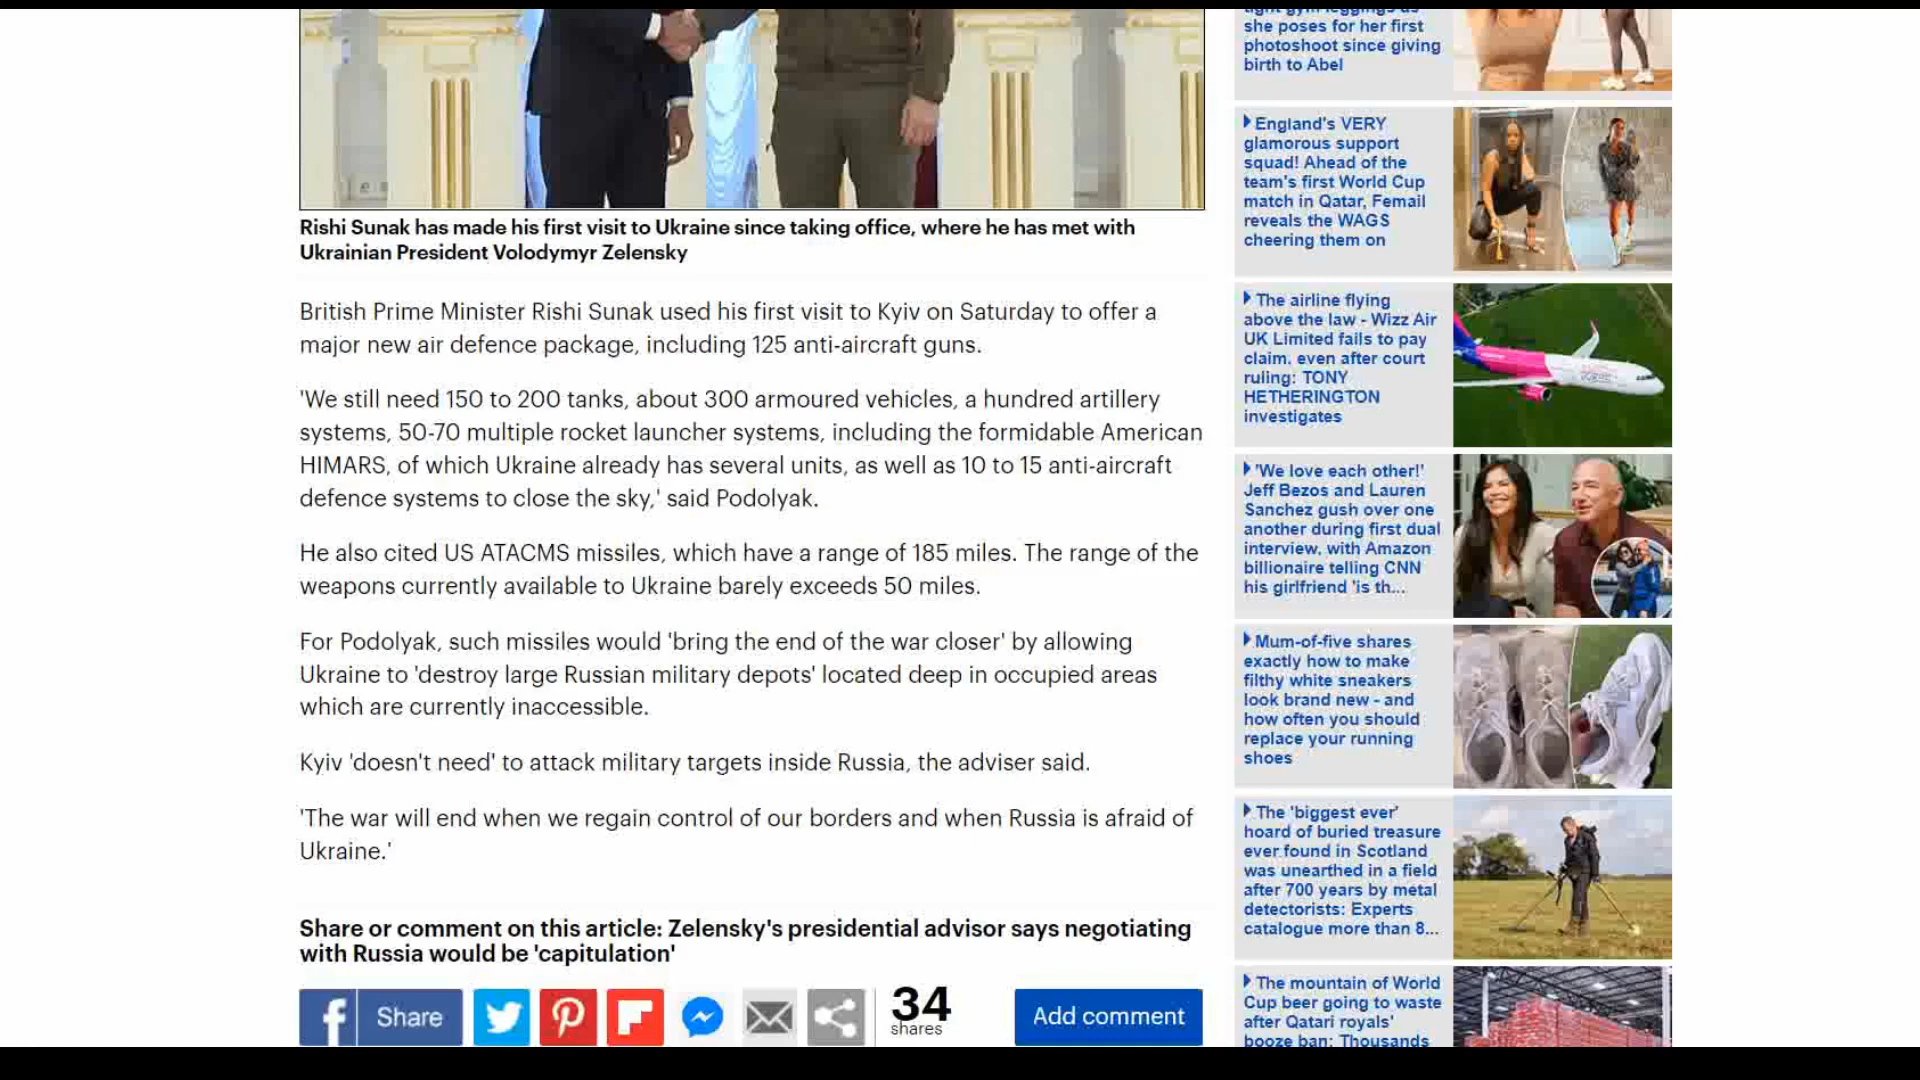 Rishi Sunak has made his first visit to Ukraine since taking office, where he has met with
Ukrainian President Volodymyr Zelensky
British Prime Minister Rishi Sunak used his first visit to Kyiv on Saturday to offer a
major new air defence package, including 125 anti-aircraft guns.
'We still need 150 to 200 tanks, about 300 armoured vehicles, a hundred artillery
systems, 50-70 multiple rocket launcher systems, including the formidable American
HIMARS, of which Ukraine already has several units, as well as 10 to 15 anti-aircraft
defence systems to close the sky,' said Podolyak.
He also cited US ATACMS missiles, which have a range of 185 miles. The range of the
weapons currently available to Ukraine barely exceeds 50 miles.
For Podolyak, such missiles would 'bring the end of the war closer' by allowing
Ukraine to 'destroy large Russian military depots' located deep in occupied areas
which are currently inaccessible.
Kyiv 'doesn't need' to attack military targets inside Russia, the adviser said.
'The war will end when we regain control of our borders and when Russia is afraid of
Ukraine.'
Share or comment on this article: Zelensky's presidential advisor says negotiating
with Russia would be 'capitulation'
Share
34
shares
Add comment
she poses for her first
photoshoot since giving
birth to Abel
England's VERY
glamorous support
squad! Ahead of the
team's first World Cup
match in Qatar, Femail
reveals the WAGS
cheering them on
The airline flying
above the law - Wizz Air
UK Limited fails to pay
claim, even after court
ruling: TONY
HETHERINGTON
investigates
'We love each other!'
Jeff Bezos and Lauren
Sanchez gush over one
another during first dual
interview, with Amazon
billionaire telling CNN
his girlfriend 'is th...
Mum-of-five shares
exactly how to make
filthy white sneakers
look brand new - and
how often you should
replace your running
shoes
The 'biggest ever'
hoard of buried treasure
ever found in Scotland
was unearthed in a field
after 700 years by metal
detectorists: Experts
catalogue more than 8...
The mountain of World
Cup beer going to waste
after Qatari royals'
booze ban: Thousands